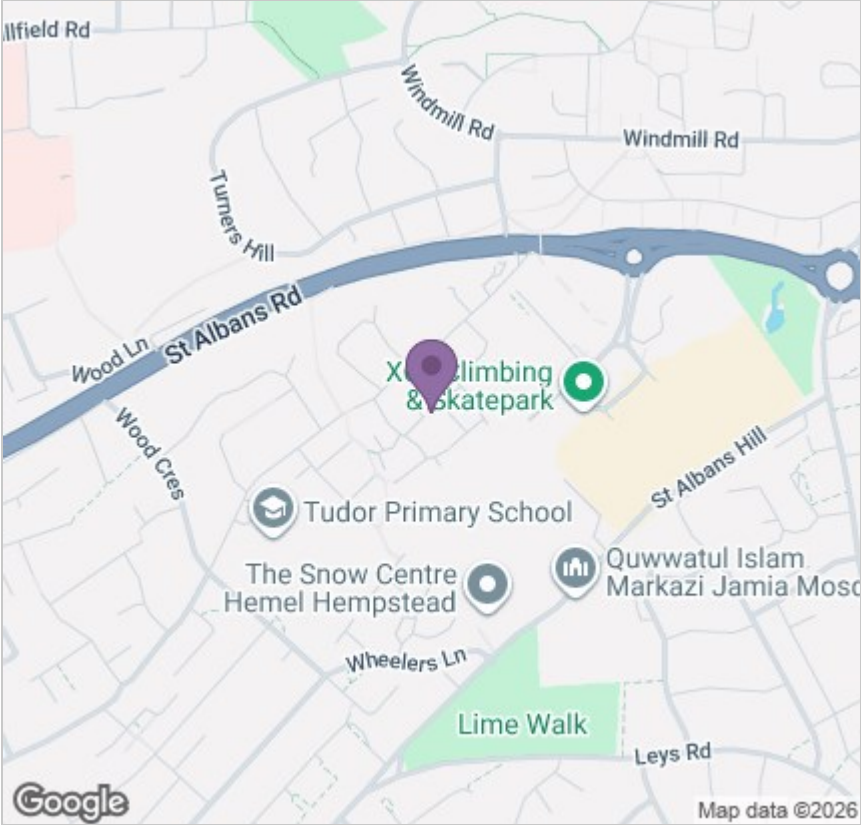 llfield Rd
Windmill Rd
Windmill Rd
Turners Hill
St Albans Rd
Wood Ln
Climbing
& Skatepark
Wood Cres
St Albans Hill
Tudor Primary School
The Snow Centre
Hemel Hempstead
Quwwatul Islam
Markazi Jamia Mosq
Wheelers Ln
Lime Walk
Leys Rd
Google
Map data ©2026